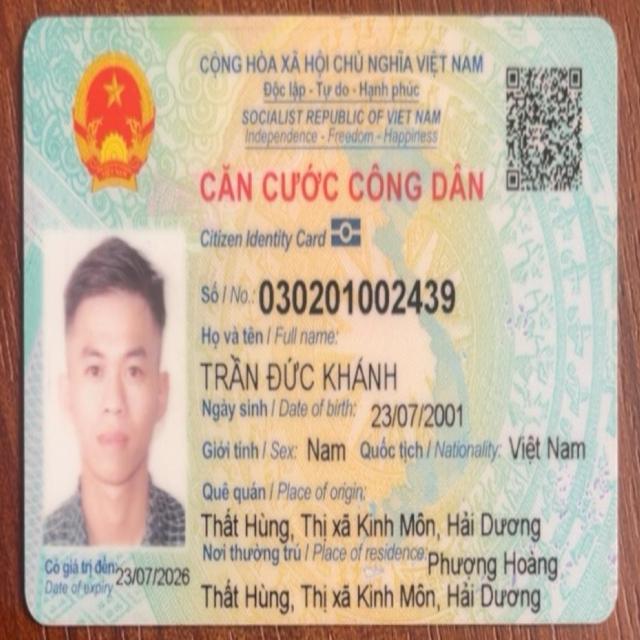 CỘNG HÒA XÃ HỘI CHỦ NGHĨA VIỆT NAM
Độc lập - Tự do - Hạnh phúc
SOCIALIST REPUBLIC OF VIET NAM
Independence - Freedom - Happiness
CĂN CƯỚC CÔNG DÂN
Citizen Identity Card
Số / No.: 030201002439
Họ và tên / Full name:
TRẦN ĐỨC KHÁNH
Ngày sinh / Date of birth: 23/07/2001
Giới tính / Sex: Nam Quốc tịch / Nationality: Việt Nam
Quê quán / Place of origin:
Thất Hùng, Thị xã Kinh Môn, Hải Dương
Nơi thường trú / Place of residence: Phượng Hoàng
Thất Hùng, Thị xã Kinh Môn, Hải Dương
Có giá trị đến: 23/07/2026
Date of expiry